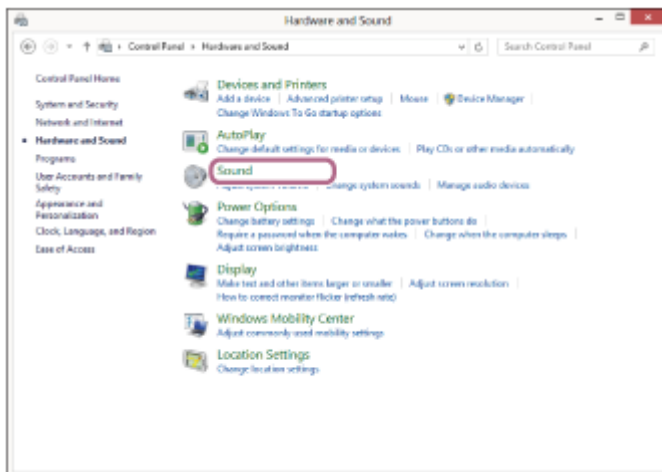 Hardware and Sound
Control Panel › Hardware and Sound
Search Control Panel
Control Panel Home
System and Security
Network and Internet
Hardware and Sound
Programs
User Accounts and Family
Safety
Appearance and
Personalization
Clock, Language, and Region
Ease of Access
Devices and Printers
Add a device | Advanced printer setup | Mouse | Device Manager
Change Windows To Go startup options
AutoPlay
Change default settings for media or devices | Play CDs or other media automatically
Sound
Adjust system volume | Change system sounds | Manage audio devices
Power Options
Change battery settings | Change what the power buttons do
Require a password when the computer wakes | Change when the computer sleeps
Adjust screen brightness
Display
Make text and other items larger or smaller | Adjust screen resolution
How to correct monitor flicker (refresh rate)
Windows Mobility Center
Adjust commonly used mobility settings
Location Settings
Change location settings